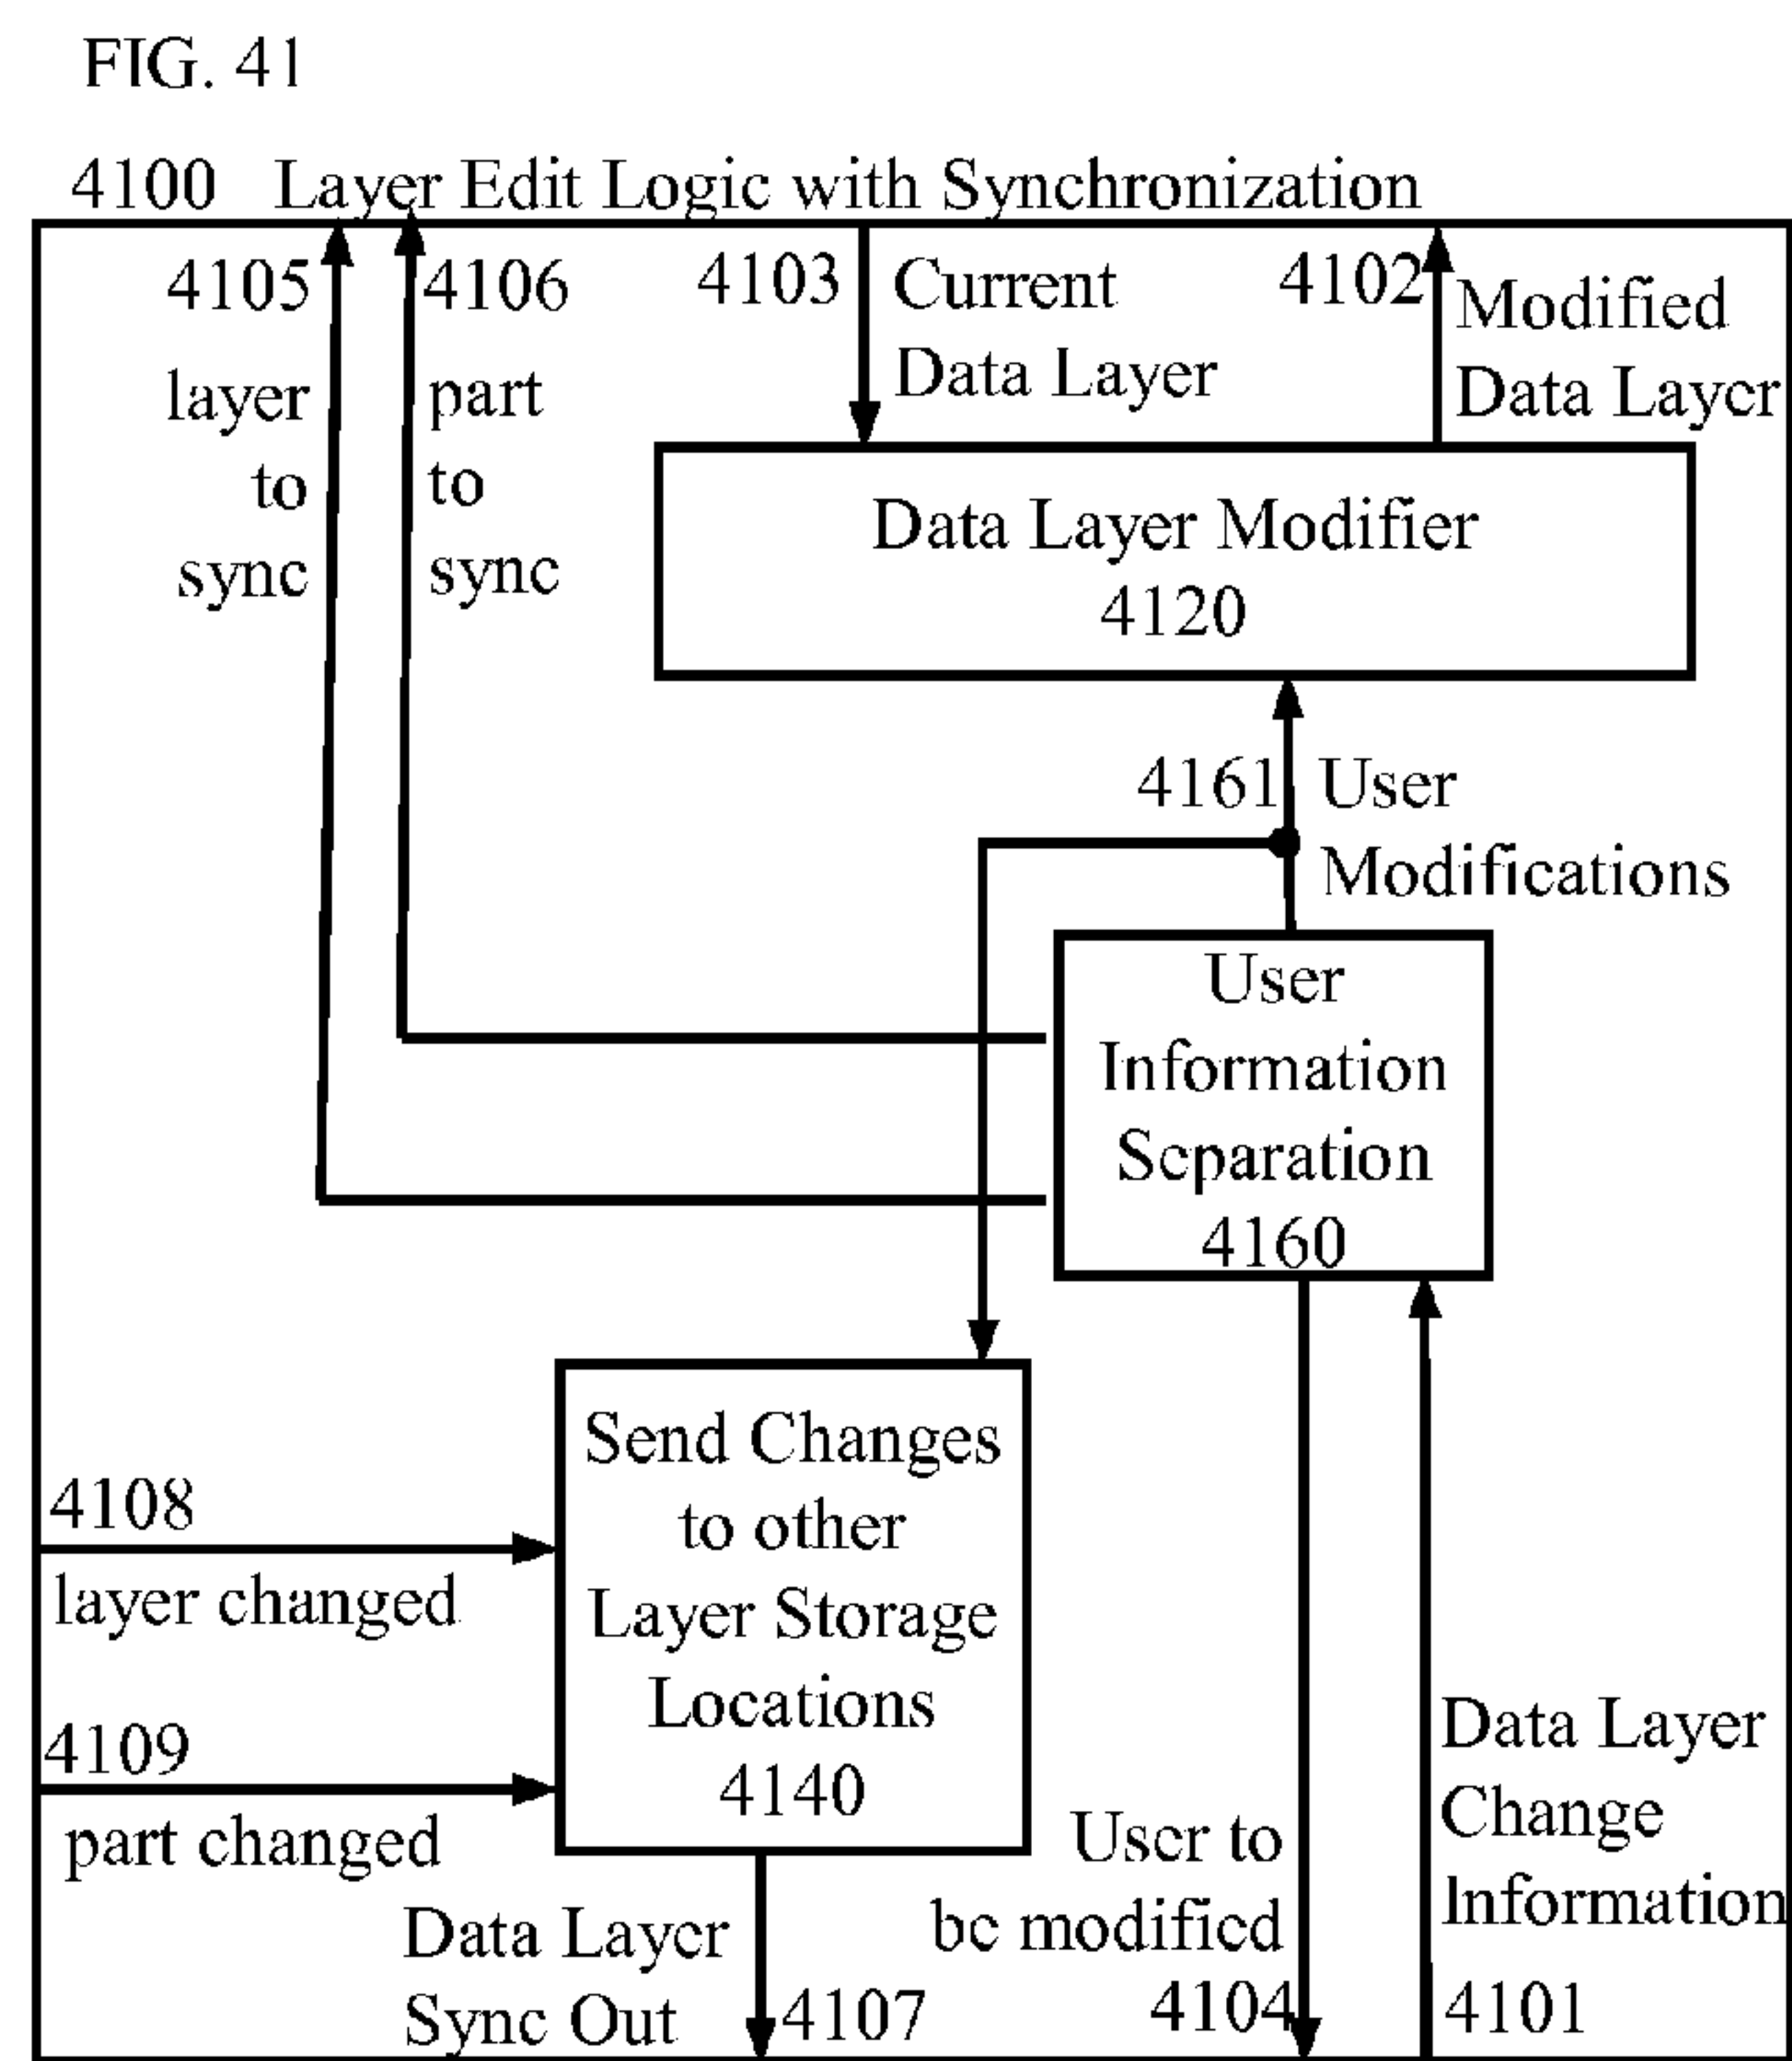 FIG. 41
4100 Layer Edit Logic with Synchronization
4105
layer
to
sync
4106
part
to
sync
4103
Current
Data Layer
4102
Modified
Data Layer
Data Layer Modifier
4120
4161
User
Modifications
User
Information
Separation
4160
Send Changes
to other
Layer Storage
Locations
4140
4108
layer changed
4109
part changed
Data Layer
Sync Out
4107
User to
be modified
4104
Data Layer
Change
Information
4101